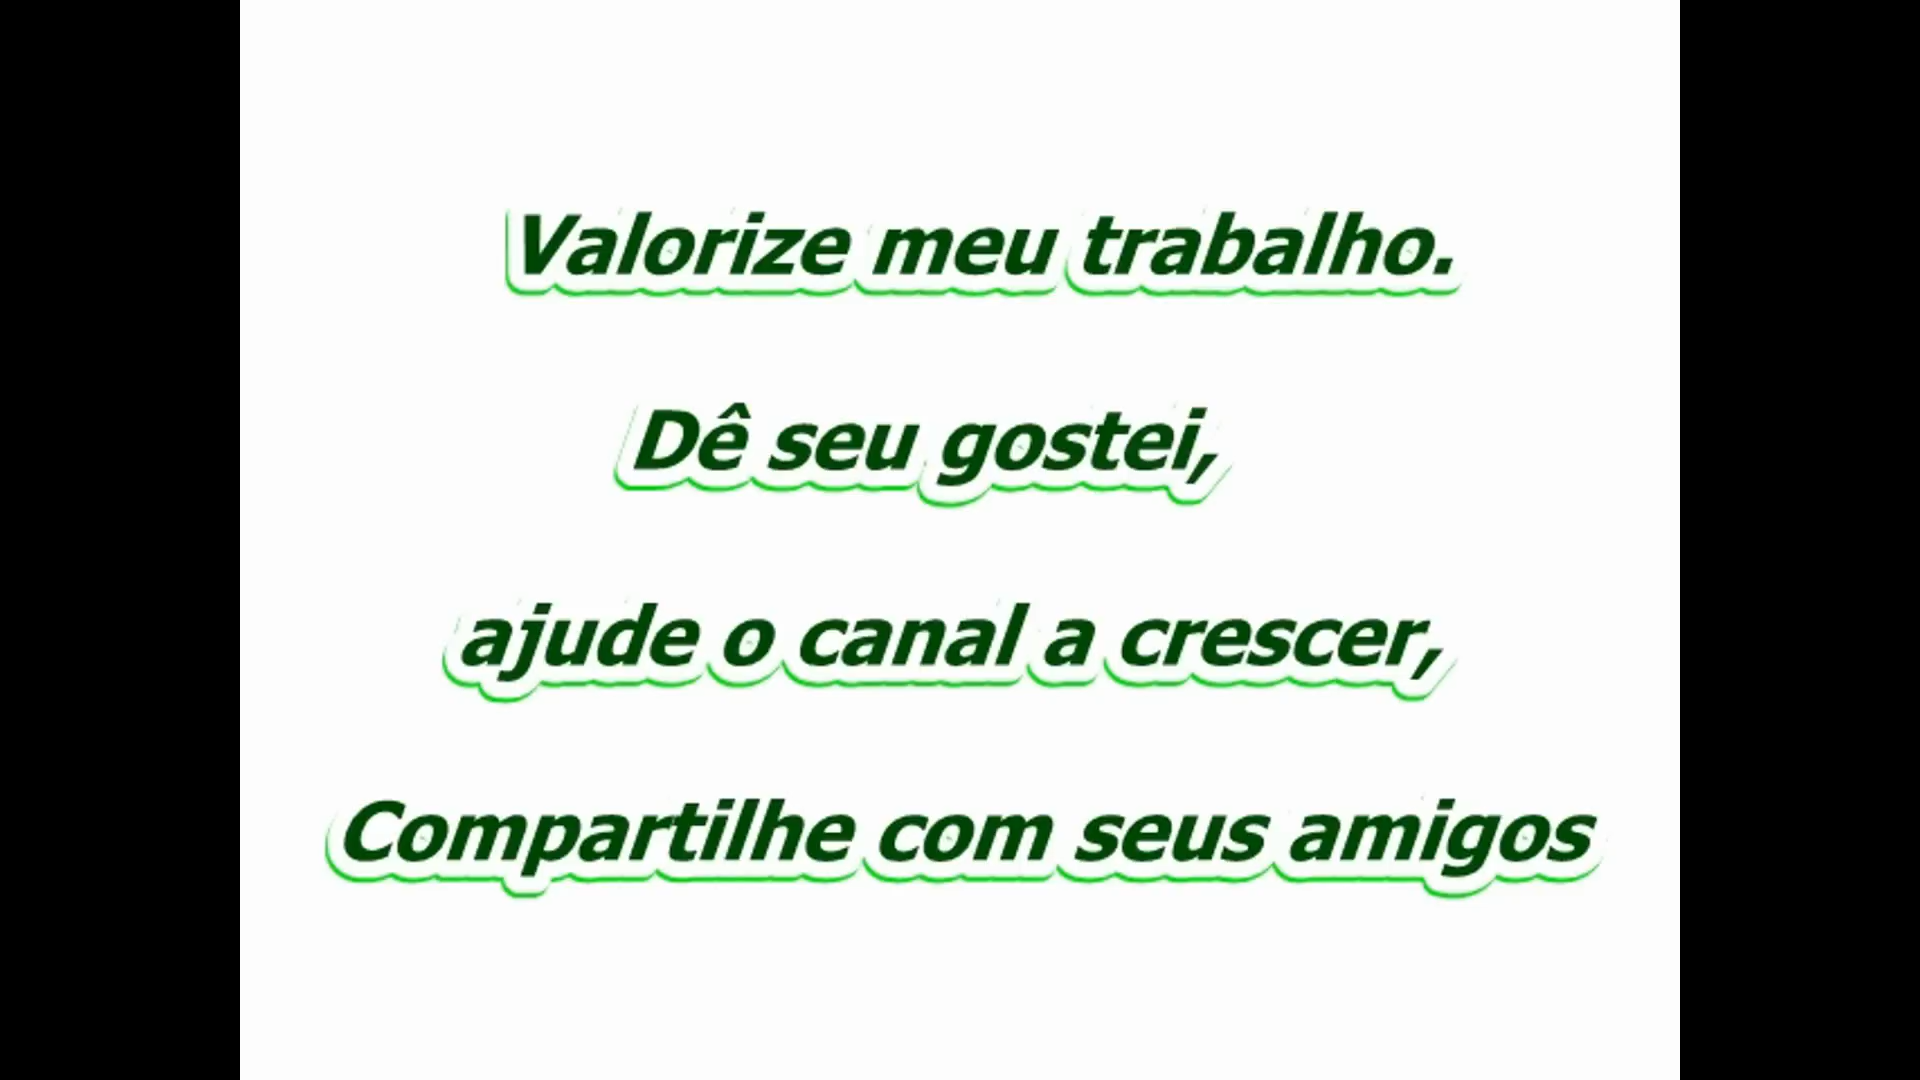 Valorize meu trabalho.
Dê seu gostei,
ajude o canal a crescer,
Compartilhe com seus amigos